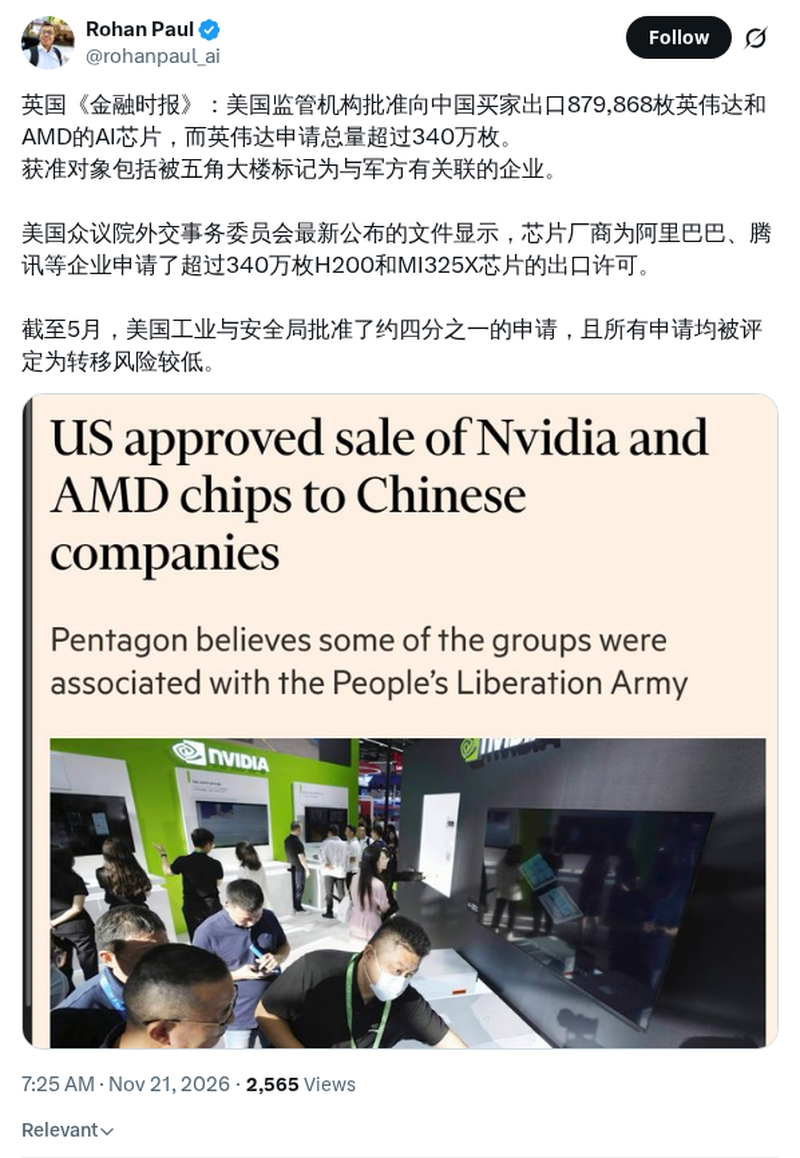 Rohan Paul
@rohanpaul_ai
Follow
英国《金融时报》：美国监管机构批准向中国买家出口879,868枚英伟达和
AMD的AI芯片，而英伟达申请总量超过340万枚。
获准对象包括被五角大楼标记为与军方有关联的企业。
美国众议院外交事务委员会最新公布的文件显示，芯片厂商为阿里巴巴、腾
讯等企业申请了超过340万枚H200和MI325X芯片的出口许可。
截至5月，美国工业与安全局批准了约四分之一的申请，且所有申请均被评
定为转移风险较低。
US approved sale of Nvidia and
AMD chips to Chinese
companies
Pentagon believes some of the groups were
associated with the People’s Liberation Army
NVIDIA
NVIDIA
7:25 AM · Nov 21, 2026 · 2,565 Views
Relevant